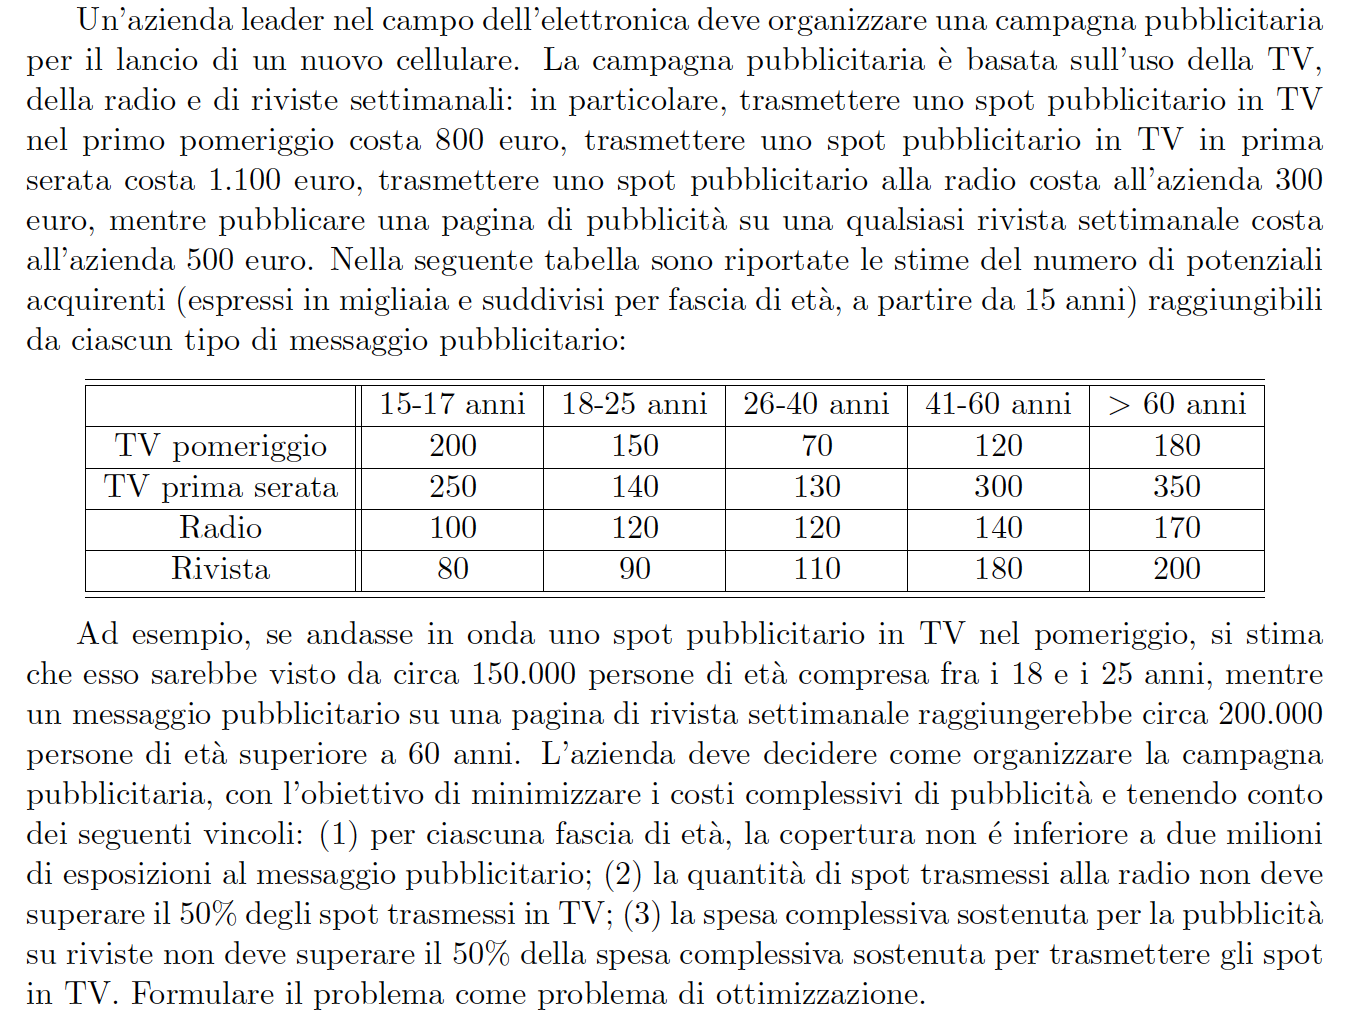 Un'azienda leader nel campo dell'elettronica deve organizzare una campagna pubblicitaria
per il lancio di un nuovo cellulare. La campagna pubblicitaria è basata sull'uso della TV,
della radio e di riviste settimanali: in particolare, trasmettere uno spot pubblicitario in TV
nel primo pomeriggio costa 800 euro, trasmettere uno spot pubblicitario in TV in prima
serata costa 1.100 euro, trasmettere uno spot pubblicitario alla radio costa all'azienda 300
euro, mentre pubblicare una pagina di pubblicità su una qualsiasi rivista settimanale costa
all'azienda 500 euro. Nella seguente tabella sono riportate le stime del numero di potenziali
acquirenti (espressi in migliaia e suddivisi per fascia di età, a partire da 15 anni) raggiungibili
da ciascun tipo di messaggio pubblicitario:
15-17 anni 18-25 anni 26-40 anni 41-60 anni > 60 anni
TV pomeriggio 200 150 70 120 180
TV prima serata 250 140 130 300 350
Radio 100 120 120 140 170
Rivista 80 90 110 180 200
Ad esempio, se andasse in onda uno spot pubblicitario in TV nel pomeriggio, si stima
che esso sarebbe visto da circa 150.000 persone di età compresa fra i 18 e i 25 anni, mentre
un messaggio pubblicitario su una pagina di rivista settimanale raggiungerebbe circa 200.000
persone di età superiore a 60 anni. L'azienda deve decidere come organizzare la campagna
pubblicitaria, con l'obiettivo di minimizzare i costi complessivi di pubblicità e tenendo conto
dei seguenti vincoli: (1) per ciascuna fascia di età, la copertura non é inferiore a due milioni
di esposizioni al messaggio pubblicitario; (2) la quantità di spot trasmessi alla radio non deve
superare il 50% degli spot trasmessi in TV; (3) la spesa complessiva sostenuta per la pubblicità
su riviste non deve superare il 50% della spesa complessiva sostenuta per trasmettere gli spot
in TV. Formulare il problema come problema di ottimizzazione.